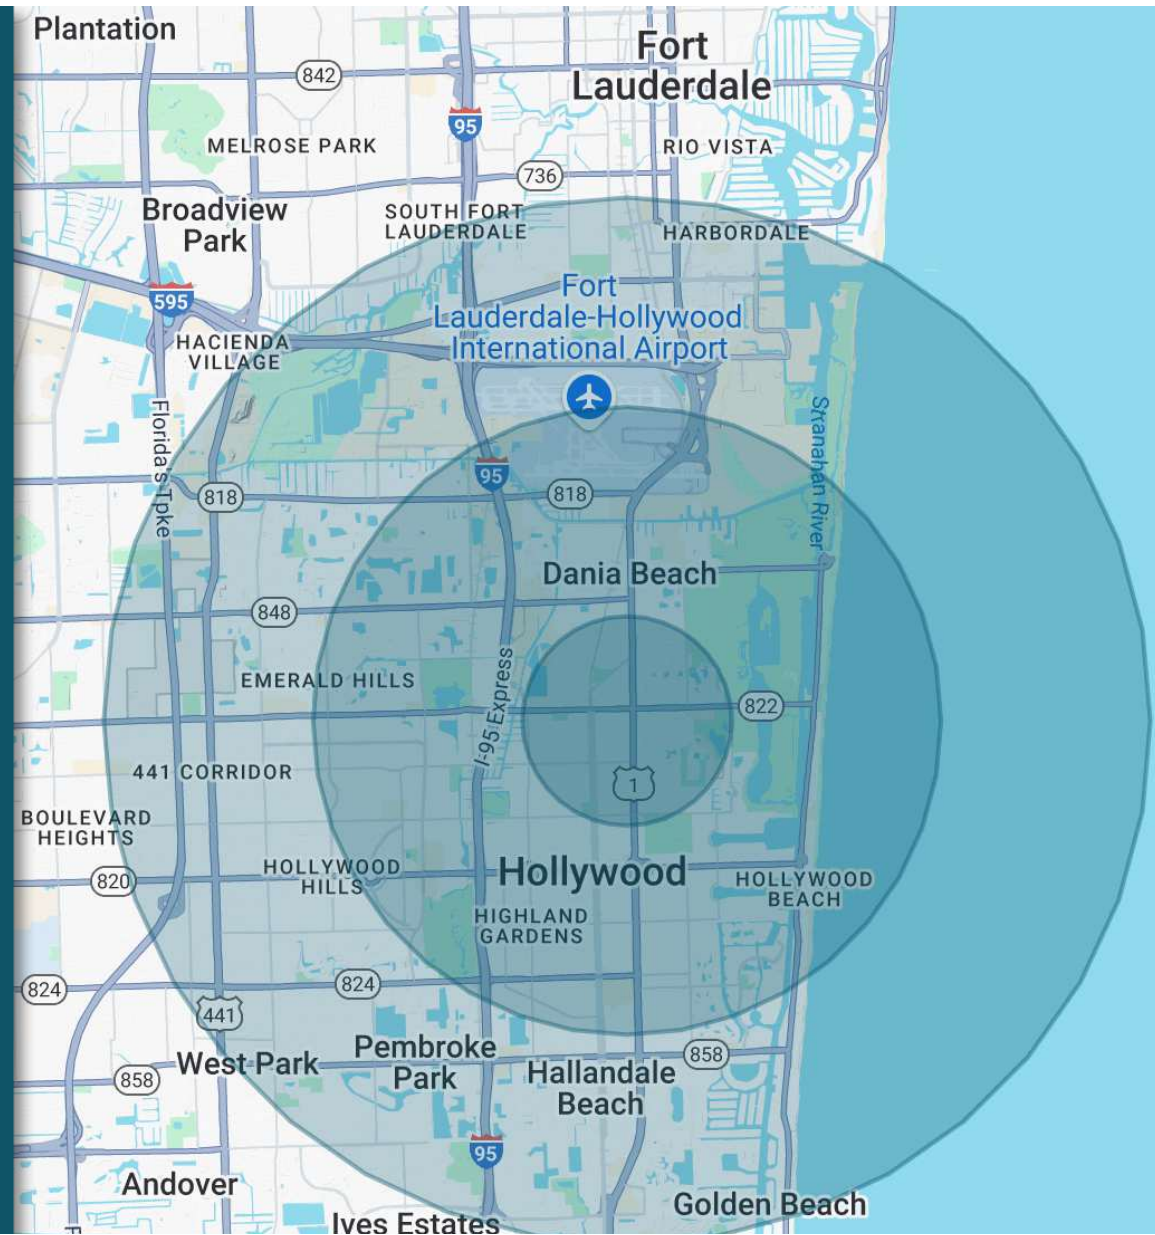 Plantation
Fort
Lauderdale
842
95
MELROSE PARK
RIO VISTA
736
Broadview
Park
SOUTH FORT
LAUDERDALE
HARBORDALE
595
Fort
Lauderdale-Hollywood
International Airport
HACIENDA
VILLAGE
Florida's Tpke
Stranahan River
95
818
818
Dania Beach
848
EMERALD HILLS
I-95 Express
822
441 CORRIDOR
1
BOULEVARD
HEIGHTS
820
HOLLYWOOD
HILLS
Hollywood
HOLLYWOOD
BEACH
HIGHLAND
GARDENS
824
824
441
West Park
Pembroke
Park
858
858
Hallandale
Beach
95
Andover
Golden Beach
Ives Estates